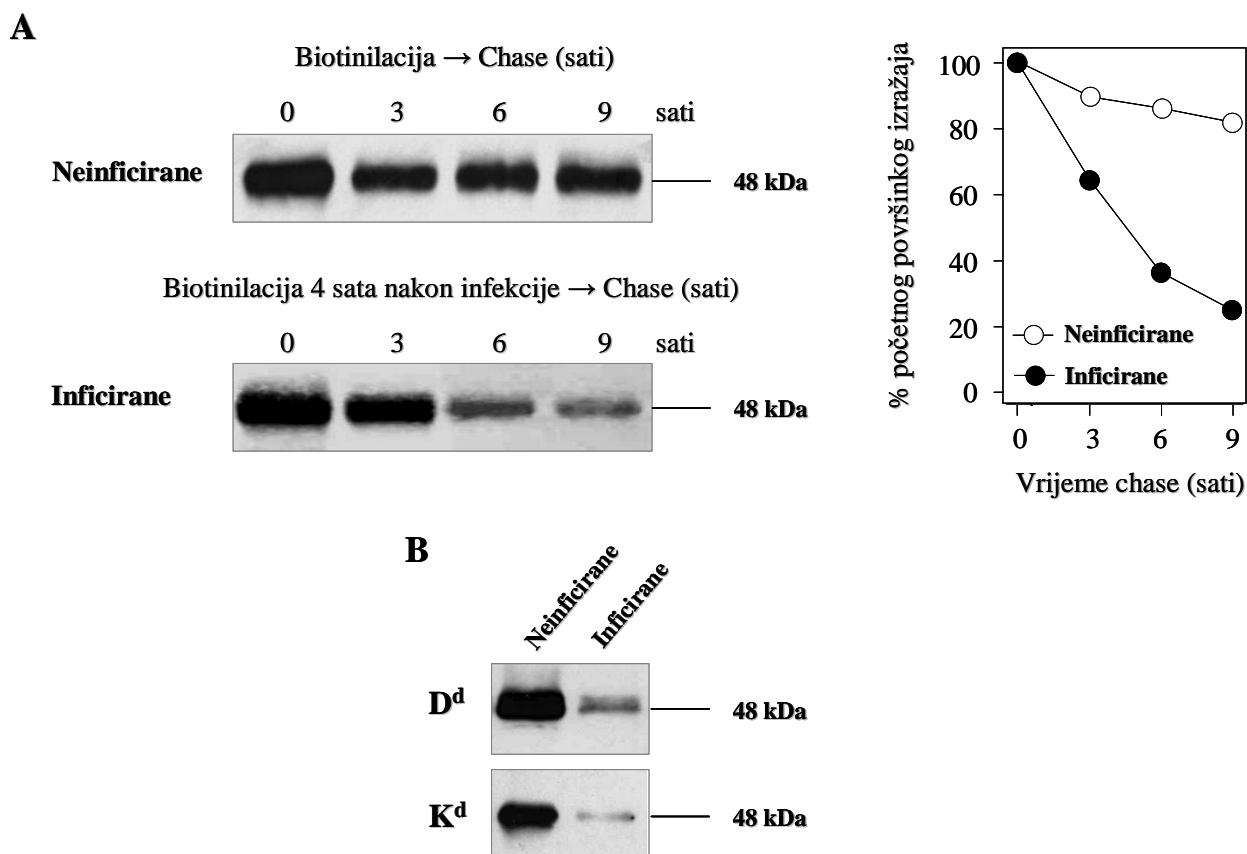 A
Biotinilacija → Chase (sati)
0 3 6 9 sati
Neinficirane
48 kDa
Biotinilacija 4 sata nakon infekcije → Chase (sati)
0 3 6 9 sati
Inficirane
48 kDa
% početnog površinkog izražaja
100
80
60
40
20
0
Neinficirane
Inficirane
0 3 6 9
Vrijeme chase (sati)
B
Neinficirane
Inficirane
Dᵈ
48 kDa
Kᵈ
48 kDa